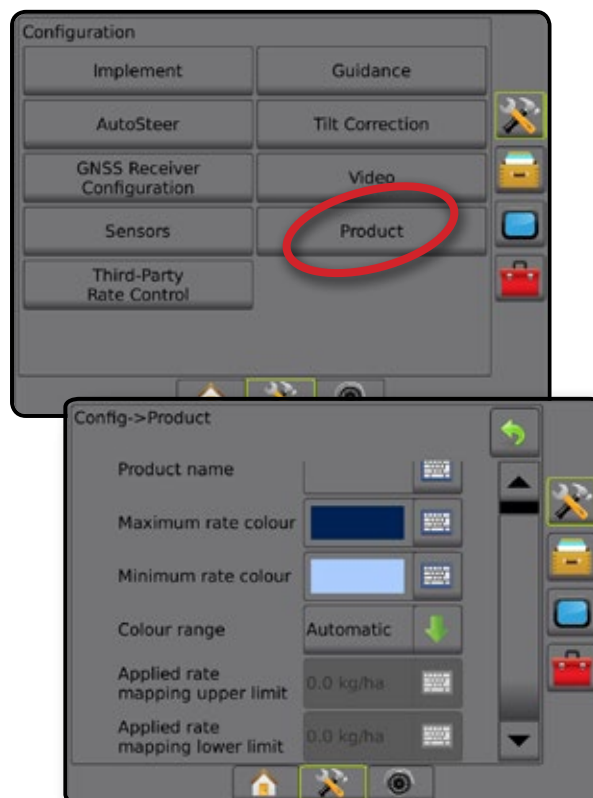 Configuration
Implement
Guidance
AutoSteer
Tilt Correction
GNSS Receiver
Configuration
Video
Sensors
Product
Third-Party
Rate Control
Config->Product
Product name
Maximum rate colour
Minimum rate colour
Colour range
Automatic
Applied rate
mapping upper limit
0.0 kg/ha
Applied rate
mapping lower limit
0.0 kg/ha